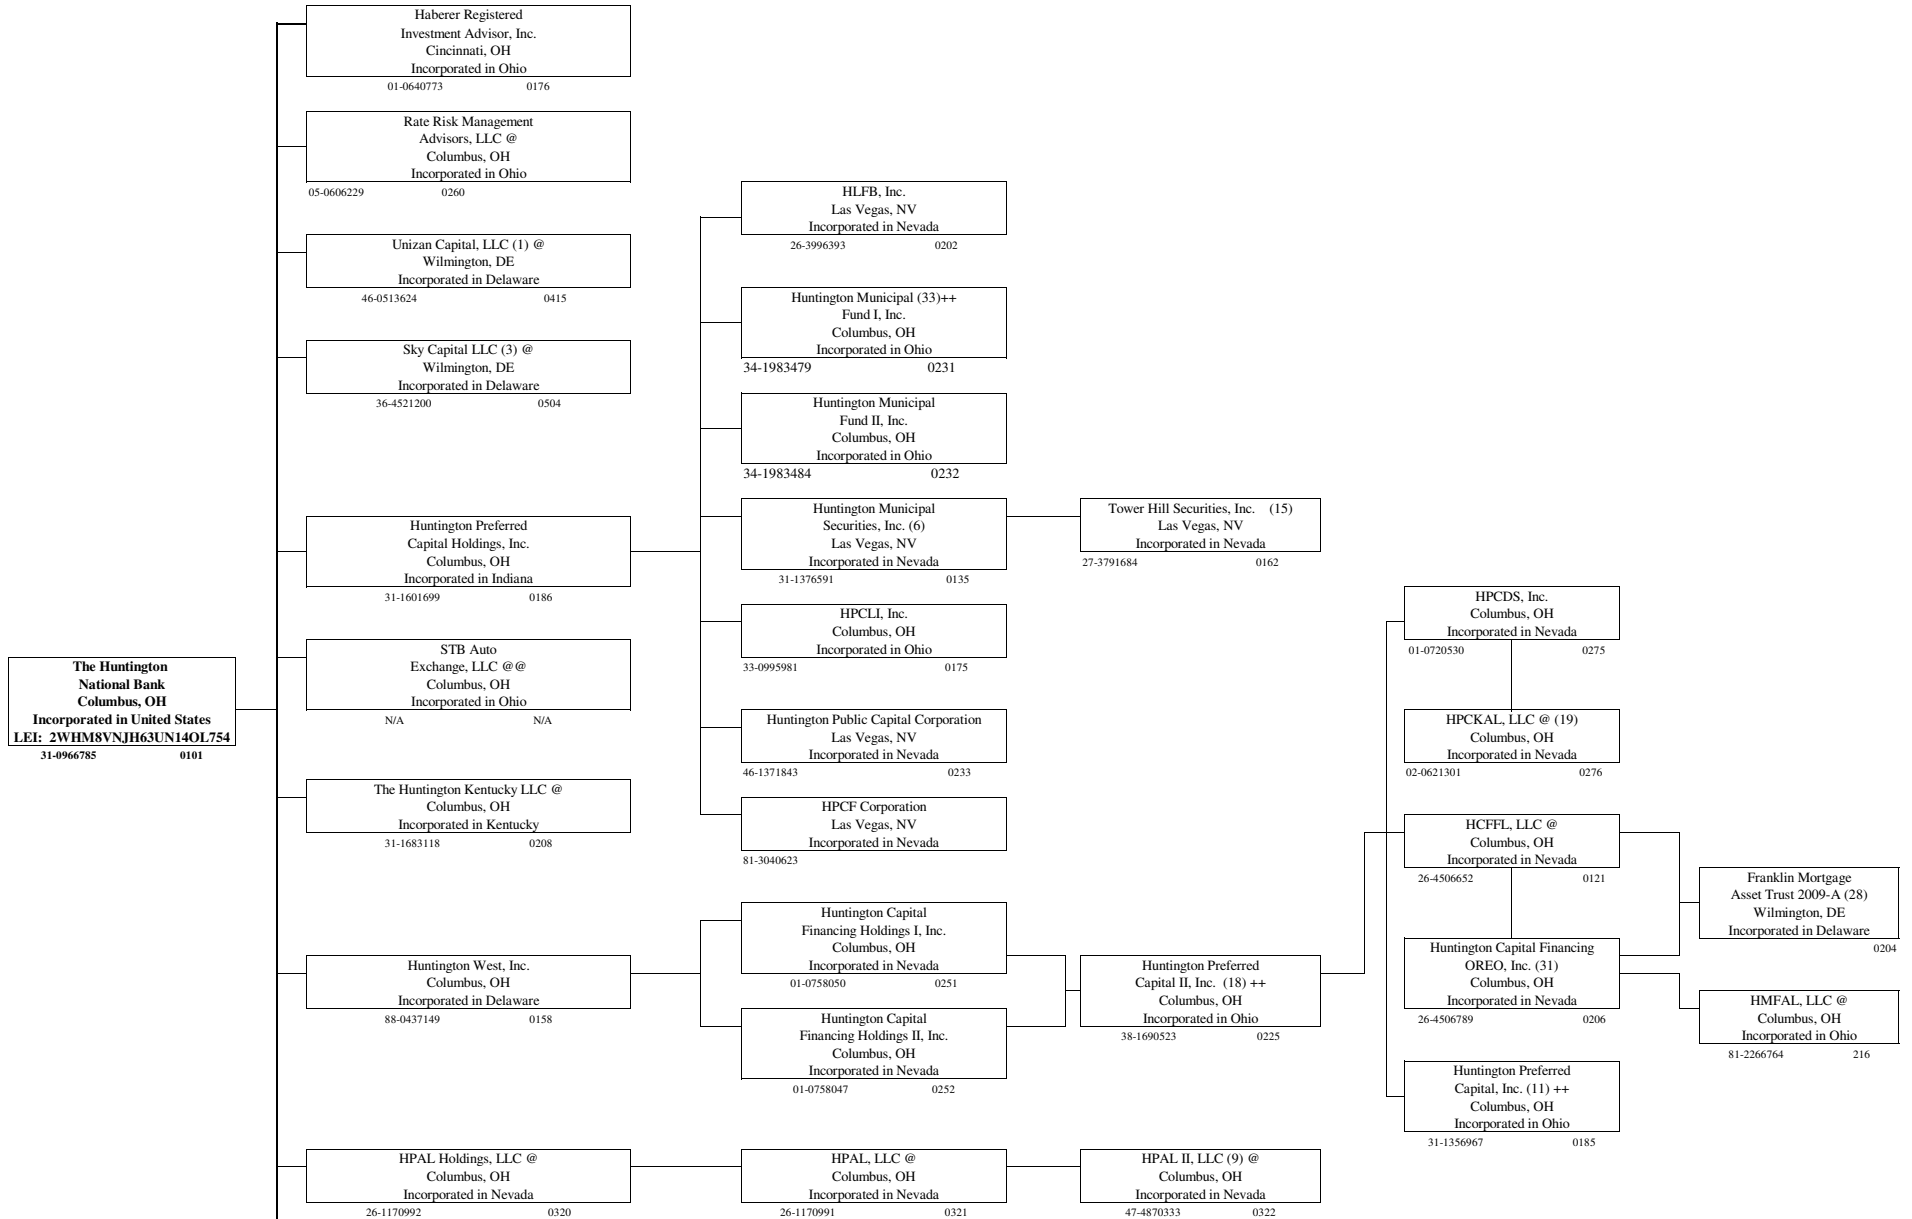 Haberer Registered
Investment Advisor, Inc.
Cincinnati, OH
Incorporated in Ohio
01-0640773 0176
Rate Risk Management
Advisors, LLC @
Columbus, OH
Incorporated in Ohio
05-0606229 0260
Unizan Capital, LLC (1) @
Wilmington, DE
Incorporated in Delaware
46-0513624 0415
Sky Capital LLC (3) @
Wilmington, DE
Incorporated in Delaware
36-4521200 0504
Huntington Preferred
Capital Holdings, Inc.
Columbus, OH
Incorporated in Indiana
31-1601699 0186
STB Auto
Exchange, LLC @@
Columbus, OH
Incorporated in Ohio
N/A N/A
The Huntington
National Bank
Columbus, OH
Incorporated in United States
LEI: 2WHM8VNJH63UN14OL754
31-0966785 0101
The Huntington Kentucky LLC @
Columbus, OH
Incorporated in Kentucky
31-1683118 0208
Huntington West, Inc.
Columbus, OH
Incorporated in Delaware
88-0437149 0158
HPAL Holdings, LLC @
Columbus, OH
Incorporated in Nevada
26-1170992 0320
HLFB, Inc.
Las Vegas, NV
Incorporated in Nevada
26-3996393 0202
Huntington Municipal (33)++
Fund I, Inc.
Columbus, OH
Incorporated in Ohio
34-1983479 0231
Huntington Municipal
Fund II, Inc.
Columbus, OH
Incorporated in Ohio
34-1983484 0232
Huntington Municipal
Securities, Inc. (6)
Las Vegas, NV
Incorporated in Nevada
31-1376591 0135
HPCLI, Inc.
Columbus, OH
Incorporated in Ohio
33-0995981 0175
Huntington Public Capital Corporation
Las Vegas, NV
Incorporated in Nevada
46-1371843 0233
HPCF Corporation
Las Vegas, NV
Incorporated in Nevada
81-3040623
Huntington Capital
Financing Holdings I, Inc.
Columbus, OH
Incorporated in Nevada
01-0758050 0251
Huntington Capital
Financing Holdings II, Inc.
Columbus, OH
Incorporated in Nevada
01-0758047 0252
HPAL, LLC @
Columbus, OH
Incorporated in Nevada
26-1170991 0321
Tower Hill Securities, Inc. (15)
Las Vegas, NV
Incorporated in Nevada
27-3791684 0162
Huntington Preferred
Capital II, Inc. (18) ++
Columbus, OH
Incorporated in Ohio
38-1690523 0225
HPAL II, LLC (9) @
Columbus, OH
Incorporated in Nevada
47-4870333 0322
HPCDS, Inc.
Columbus, OH
Incorporated in Nevada
01-0720530 0275
HPCKAL, LLC @ (19)
Columbus, OH
Incorporated in Nevada
02-0621301 0276
HCFFL, LLC @
Columbus, OH
Incorporated in Nevada
26-4506652 0121
Huntington Capital Financing
OREO, Inc. (31)
Columbus, OH
Incorporated in Nevada
26-4506789 0206
Huntington Preferred
Capital, Inc. (11) ++
Columbus, OH
Incorporated in Ohio
31-1356967 0185
Franklin Mortgage
Asset Trust 2009-A (28)
Wilmington, DE
Incorporated in Delaware
0204
HMFAL, LLC @
Columbus, OH
Incorporated in Ohio
81-2266764 216